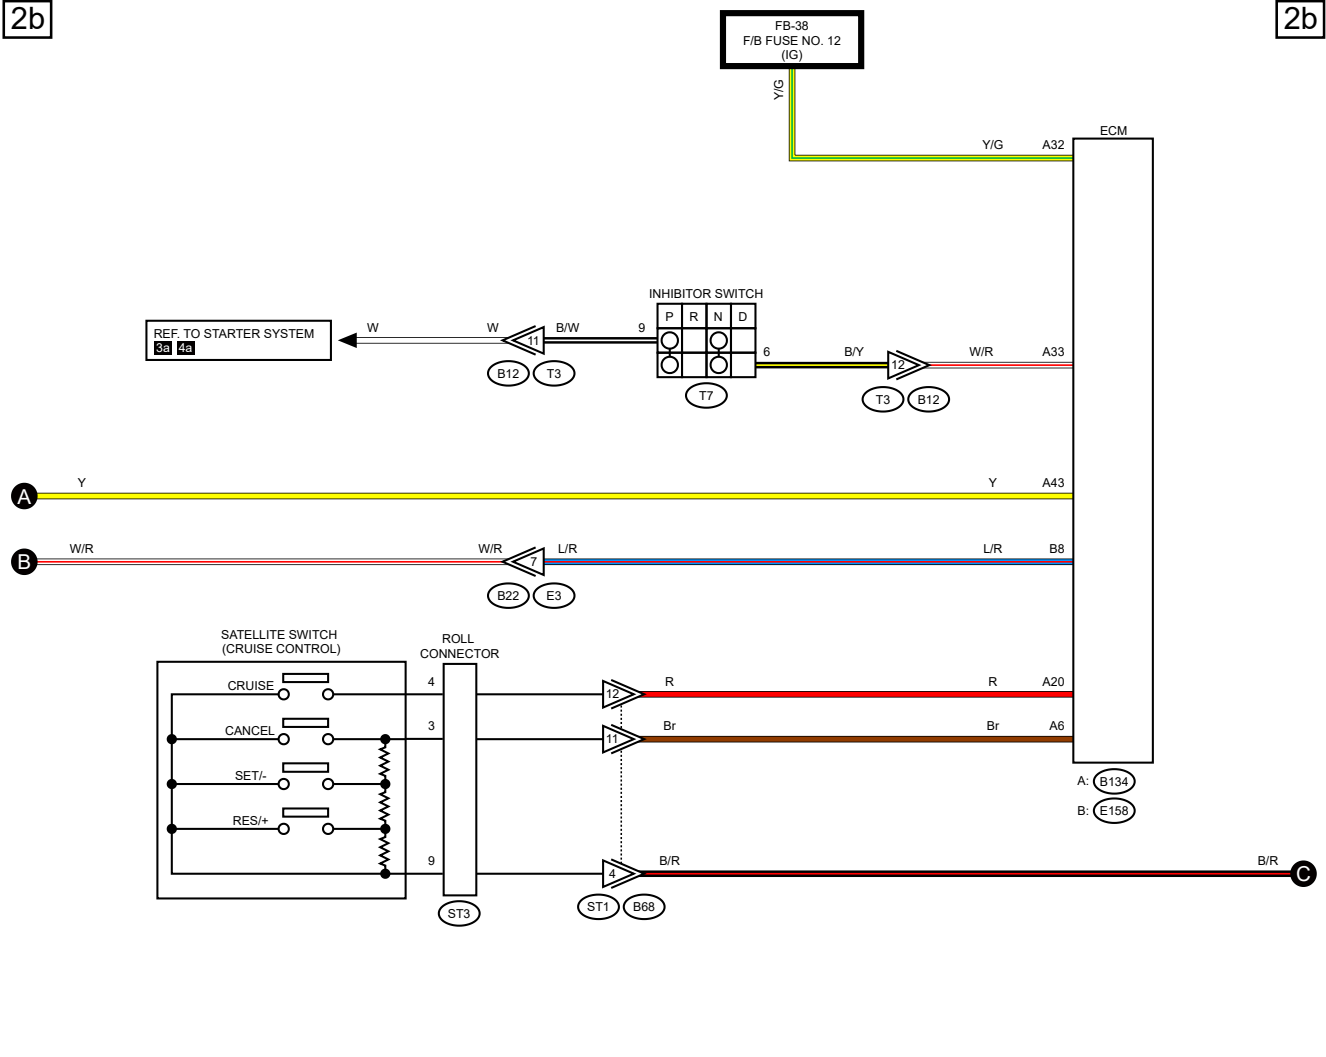 2b
2b
FB-38
F/B FUSE NO. 12
(IG)
Y/G
ECM
Y/G A32
INHIBITOR SWITCH
P R N D
REF. TO STARTER SYSTEM
3a 4a
W W 11 B/W 9
6 B/Y 12 W/R A33
B12 T3
T7
T3 B12
A Y Y A43
B W/R W/R 7 L/R L/R B8
B22 E3
SATELLITE SWITCH
(CRUISE CONTROL)
ROLL
CONNECTOR
CRUISE 4 12 R R A20
CANCEL 3 11 Br Br A6
SET/-
RES/+
A: B134
B: E158
9 4 B/R B/R C
ST3
ST1 B68